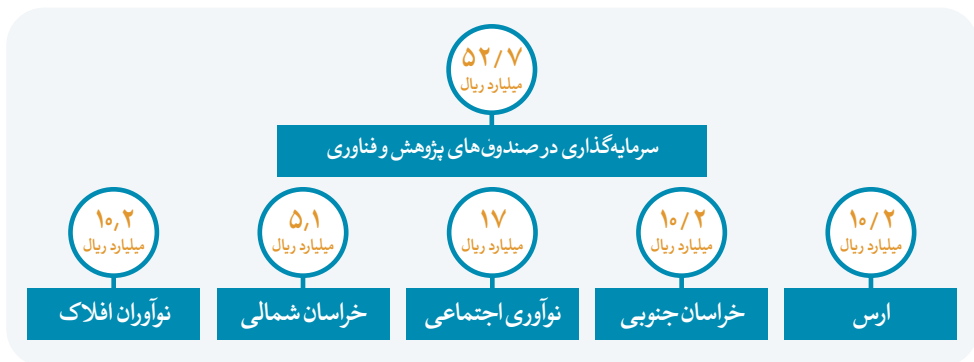 ۵۲/۷
میلیارد ریال
سرمایه‌گذاری در صندوق‌های پژوهش و فناوری
۱۰/۲
میلیارد ریال
ارس
۱۰/۲
میلیارد ریال
خراسان جنوبی
۱۷
میلیارد ریال
نوآوری اجتماعی
۵,۱
میلیارد ریال
خراسان شمالی
۱۰,۲
میلیارد ریال
نوآوران افلاک